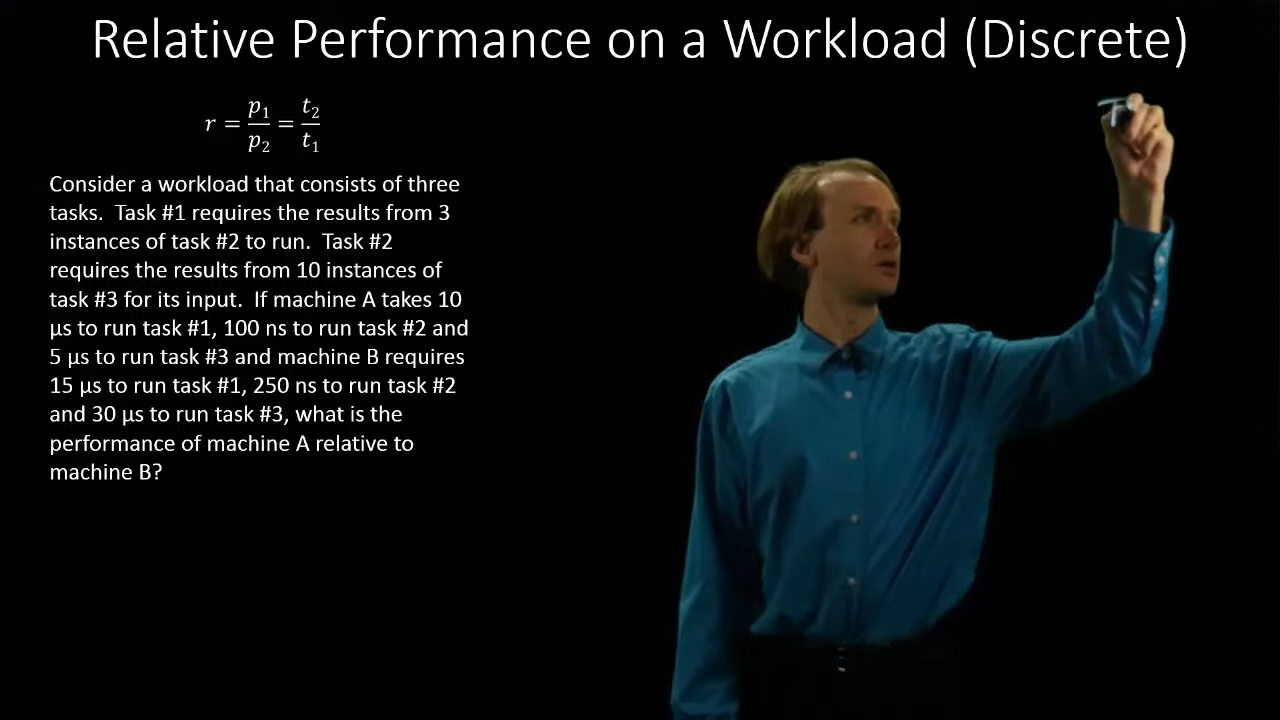 Relative Performance on a Workload (Discrete)
r = p₁/p₂ = t₂/t₁
Consider a workload that consists of three
tasks. Task #1 requires the results from 3
instances of task #2 to run. Task #2
requires the results from 10 instances of
task #3 for its input. If machine A takes 10
µs to run task #1, 100 ns to run task #2 and
5 µs to run task #3 and machine B requires
15 µs to run task #1, 250 ns to run task #2
and 30 µs to run task #3, what is the
performance of machine A relative to
machine B?